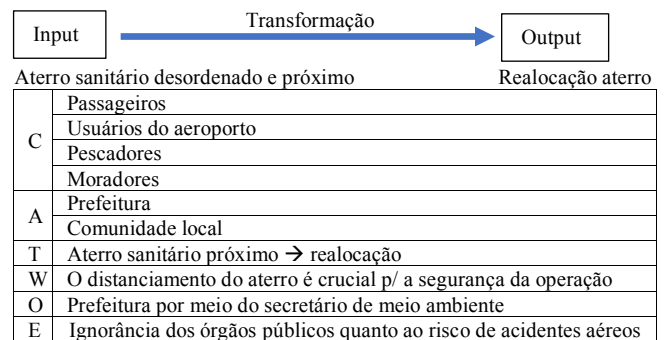 Transformação
Input
Output
Aterro sanitário desordenado e próximo Realocação aterro
C
Passageiros
Usuários do aeroporto
Pescadores
Moradores
A
Prefeitura
Comunidade local
T Aterro sanitário próximo → realocação
W O distanciamento do aterro é crucial p/ a segurança da operação
O Prefeitura por meio do secretário de meio ambiente
E Ignorância dos órgãos públicos quanto ao risco de acidentes aéreos